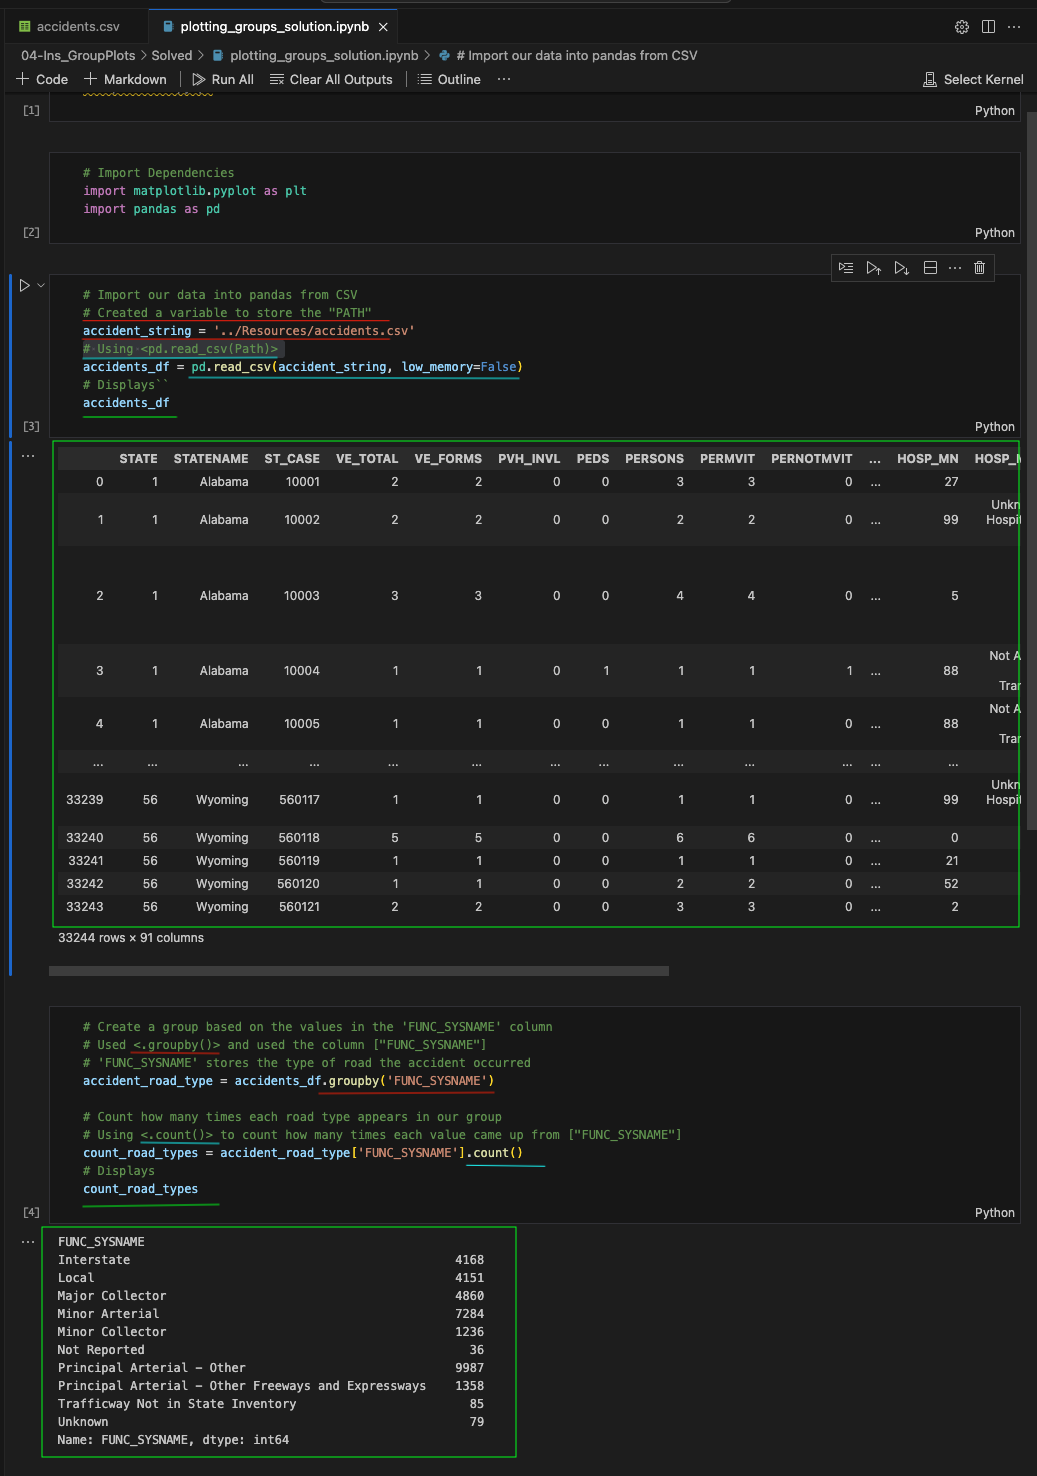 accidents.csv plotting_groups_solution.ipynb
04-Ins_GroupPlots > Solved > plotting_groups_solution.ipynb > # Import our data into pandas from CSV
+ Code + Markdown Run All Clear All Outputs Outline ... Select Kernel
[1] Python
# Import Dependencies
import matplotlib.pyplot as plt
import pandas as pd
[2] Python
# Import our data into pandas from CSV
# Created a variable to store the "PATH"
accident_string = '../Resources/accidents.csv'
# Using <pd.read_csv(Path)>
accidents_df = pd.read_csv(accident_string, low_memory=False)
# Displays``
accidents_df
[3] Python
STATE STATENAME ST_CASE VE_TOTAL VE_FORMS PVH_INVL PEDS PERSONS PERMVIT PERNOTMVIT ... HOSP_MN
0 1 Alabama 10001 2 2 0 0 3 3 0 ... 27
Unkn
1 1 Alabama 10002 2 2 0 0 2 2 0 ... 99 Hospi
2 1 Alabama 10003 3 3 0 0 4 4 0 ... 5
Not A
3 1 Alabama 10004 1 1 0 1 1 1 1 ... 88
Trar
Not A
4 1 Alabama 10005 1 1 0 0 1 1 0 ... 88
Trar
... ... ... ... ... ... ... ... ... ... ... ... ...
Unkn
33239 56 Wyoming 560117 1 1 0 0 1 1 0 ... 99 Hospi
33240 56 Wyoming 560118 5 5 0 0 6 6 0 ... 0
33241 56 Wyoming 560119 1 1 0 0 1 1 0 ... 21
33242 56 Wyoming 560120 1 1 0 0 2 2 0 ... 52
33243 56 Wyoming 560121 2 2 0 0 3 3 0 ... 2
33244 rows × 91 columns
# Create a group based on the values in the 'FUNC_SYSNAME' column
# Used <.groupby()> and used the column ["FUNC_SYSNAME"]
# 'FUNC_SYSNAME' stores the type of road the accident occurred
accident_road_type = accidents_df.groupby('FUNC_SYSNAME')
# Count how many times each road type appears in our group
# Using <.count()> to count how many times each value came up from ["FUNC_SYSNAME"]
count_road_types = accident_road_type['FUNC_SYSNAME'].count()
# Displays
count_road_types
[4] Python
FUNC_SYSNAME
Interstate 4168
Local 4151
Major Collector 4860
Minor Arterial 7284
Minor Collector 1236
Not Reported 36
Principal Arterial – Other 9987
Principal Arterial – Other Freeways and Expressways 1358
Trafficway Not in State Inventory 85
Unknown 79
Name: FUNC_SYSNAME, dtype: int64